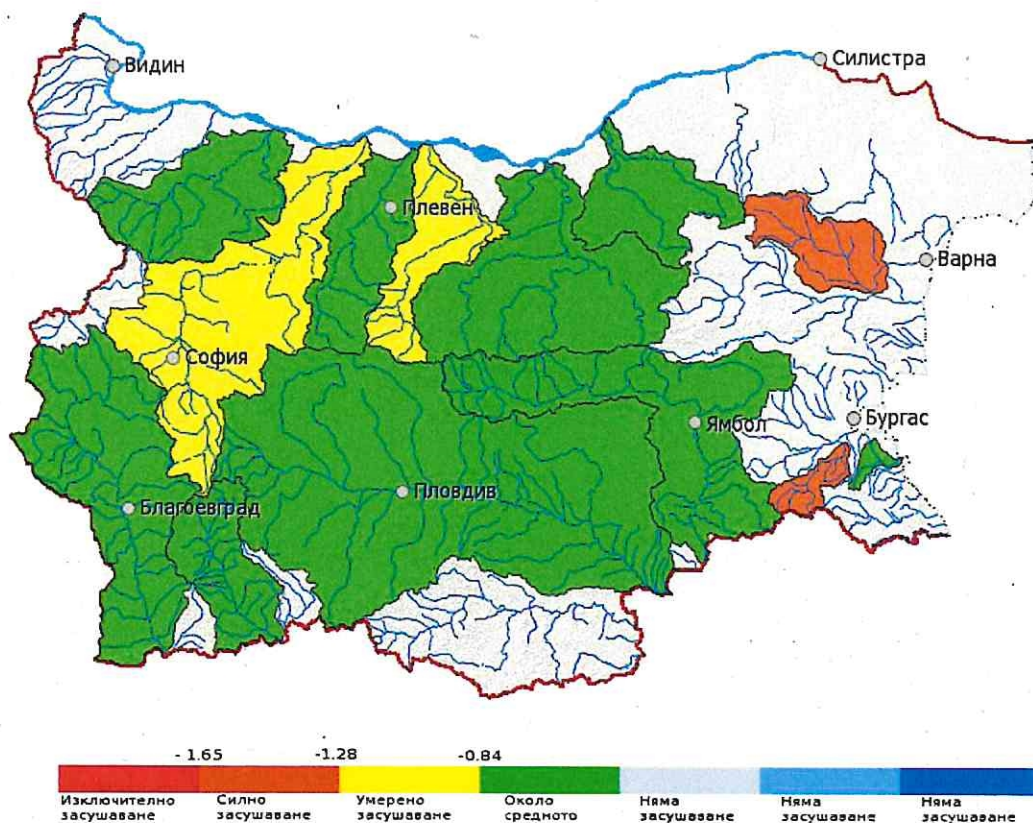 Видин
Силистра
Плевен
Варна
София
Ямбол
Бургас
Пловдив
Благоевград
- 1.65
-1.28
-0.84
Изключително
засушаване
Силно
засушаване
Умерено
засушаване
Около
средното
Няма
засушаване
Няма
засушаване
Няма
засушаване